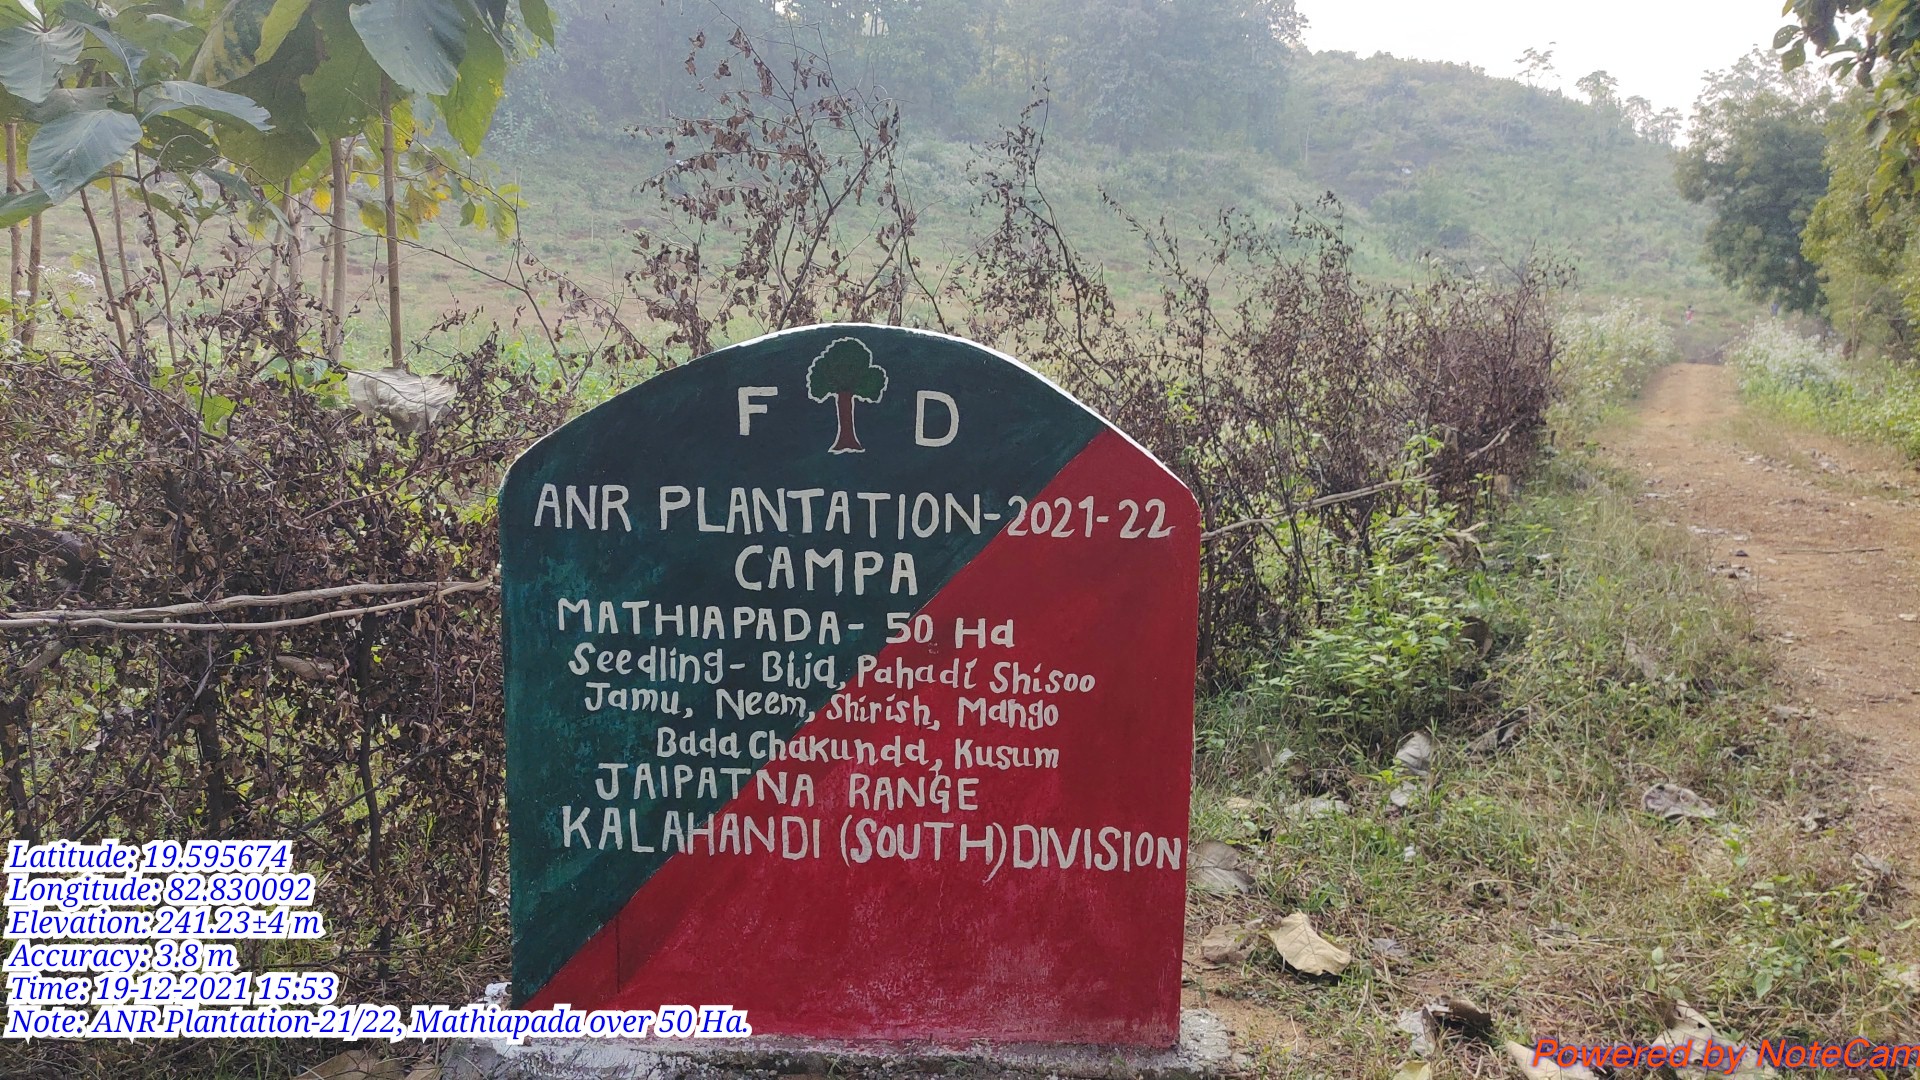 F D
ANR PLANTATION-2021-22
CAMPA
MATHIAPADA- 50 Ha
Seedling- Bija, Pahadi Shisoo
Jamu, Neem, Shirish, Mango
Bada Chakunda, Kusum
JAIPATNA RANGE
KALAHANDI (SOUTH) DIVISION
Latitude: 19.595674
Longitude: 82.830092
Elevation: 241.23±4 m
Accuracy: 3.8 m
Time: 19-12-2021 15:53
Note: ANR Plantation-21/22, Mathiapada over 50 Ha.
Powered by NoteCam